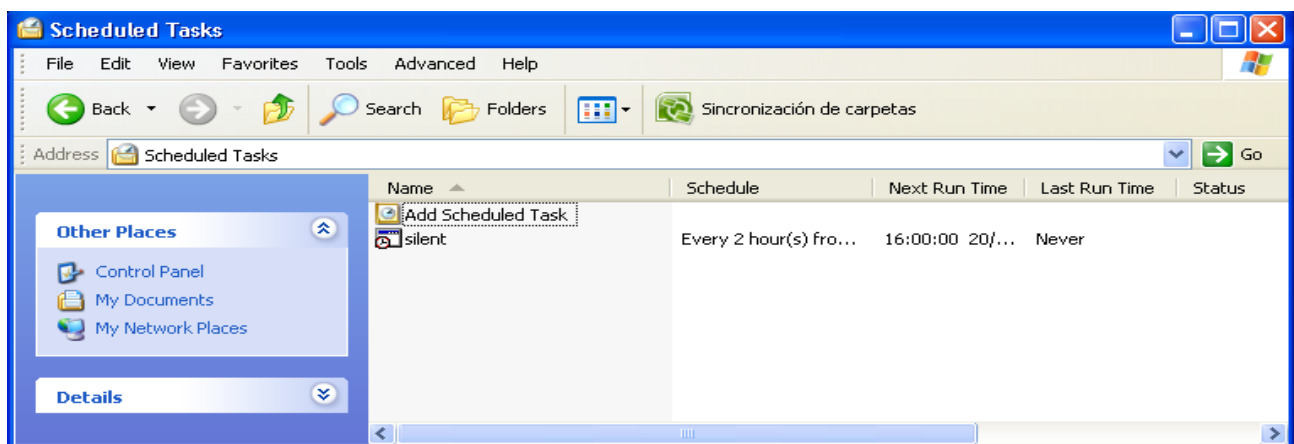 Scheduled Tasks
File Edit View Favorites Tools Advanced Help
Back Search Folders Sincronización de carpetas
Address Scheduled Tasks Go
Name Schedule Next Run Time Last Run Time Status
Add Scheduled Task
silent Every 2 hour(s) fro... 16:00:00 20/... Never
Other Places
Control Panel
My Documents
My Network Places
Details